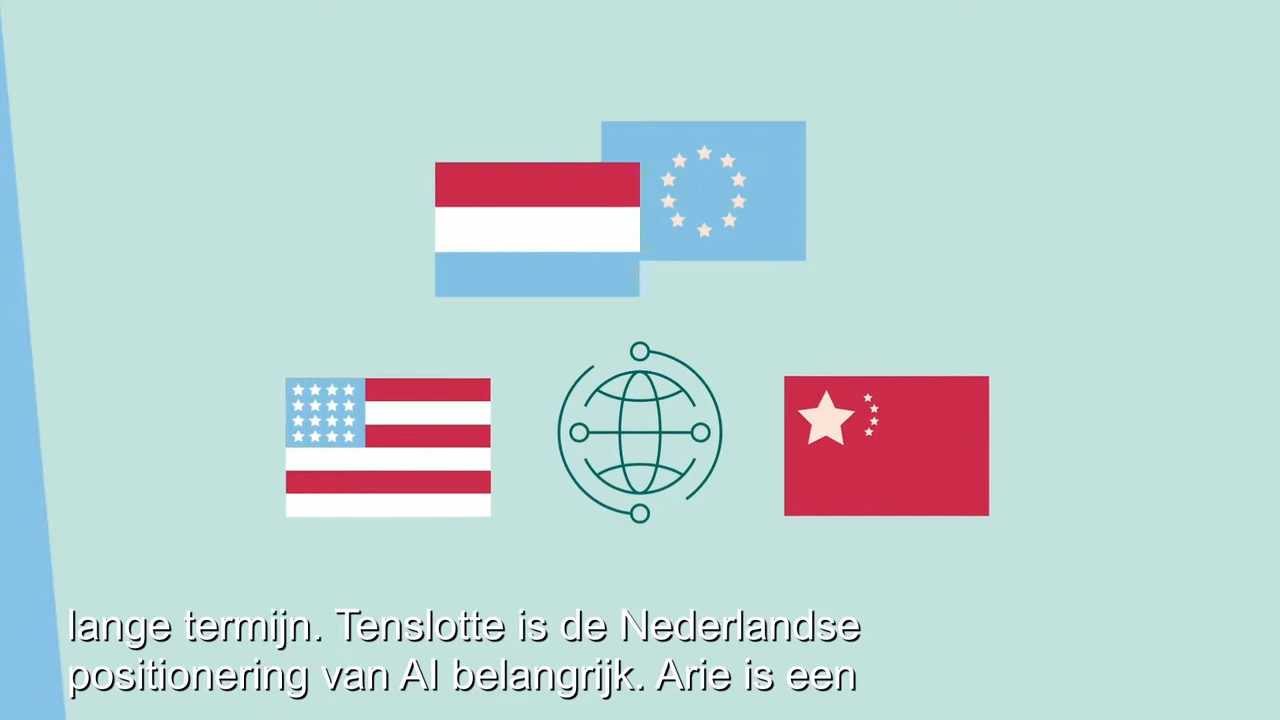 lange termijn. Tenslotte is de Nederlandse
positionering van AI belangrijk. Arie is een